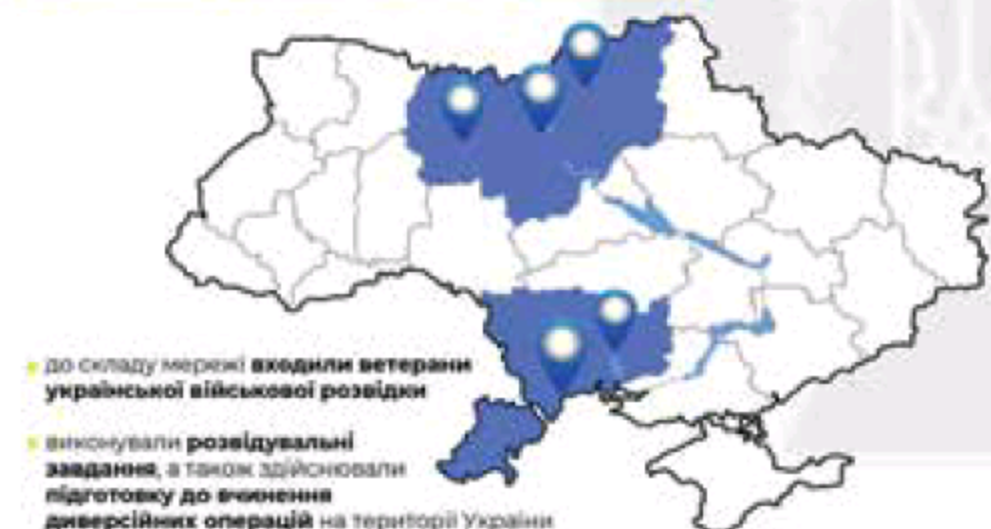 до складу мережі входили ветерани
української військової розвідки
виконували розвідувальні
завдання, а також здійснювали
підготовку до вчинення
диверсійних операцій на території України